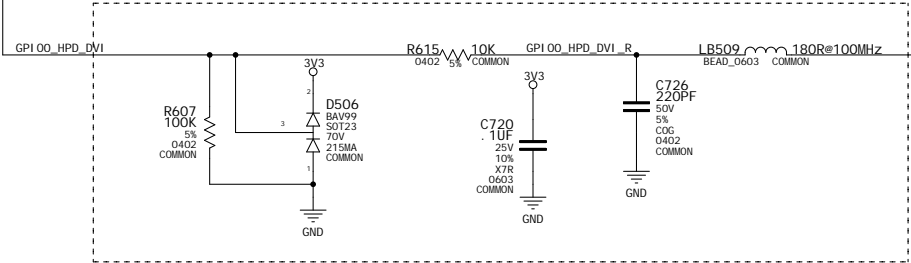 GPIO0_HPD_DVI
R615
10K
0402
5%
COMMON
GPIO0_HPD_DVI_R
LB509
180R@100MHz
BEAD_0603
COMMON
3V3
2
D506
BAV99
SOT23
70V
215MA
COMMON
3
1
GND
R607
100K
5%
0402
COMMON
3V3
C720
.1UF
25V
10%
X7R
0603
COMMON
GND
C726
220PF
50V
5%
COG
0402
COMMON
GND